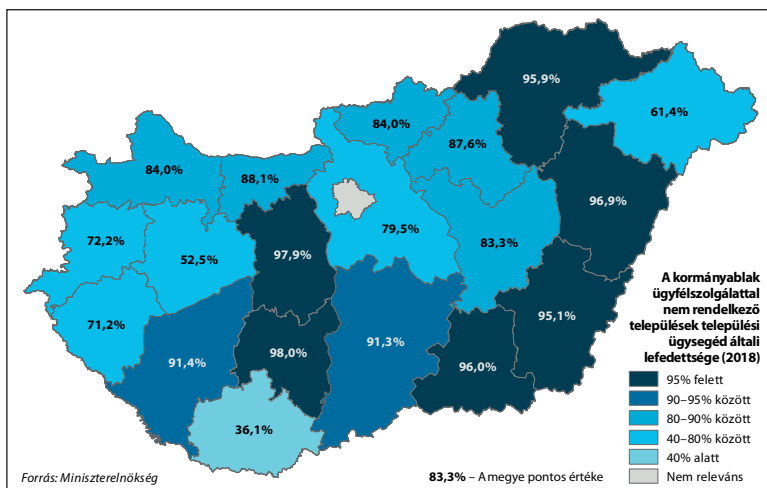 95,9%
61,4%
84,0%
87,6%
84,0%
88,1%
96,9%
72,2%
79,5%
83,3%
52,5%
97,9%
71,2%
95,1%
91,4%
98,0%
91,3%
96,0%
36,1%
A kormányablak
ügyfélszolgálattal
nem rendelkező
települések települési
ügysegéd általi
lefedettsége (2018)
95% felett
90–95% között
80–90% között
40–80% között
40% alatt
Nem releváns
83,3% – A megye pontos értéke
Forrás: Miniszterelnökség